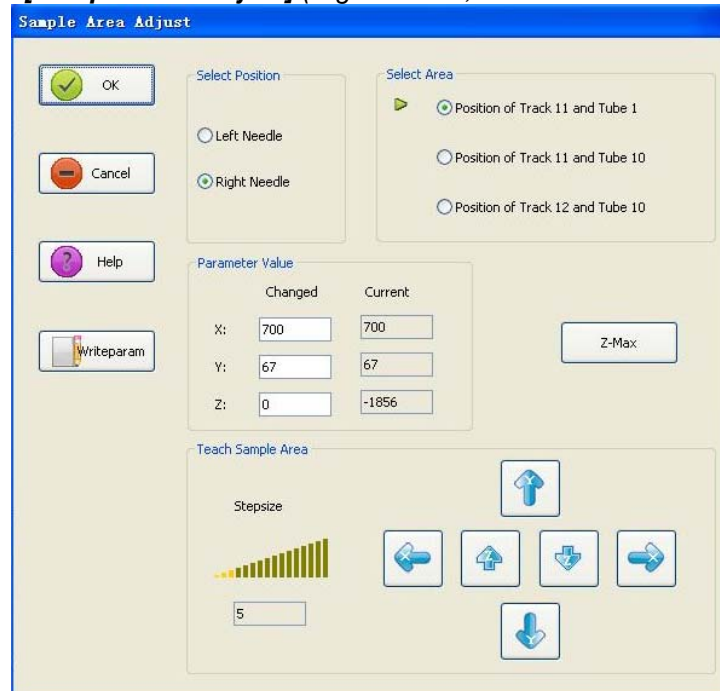 Sample Area Adjust
OK
Cancel
Help
Writeparam
Select Position
Left Needle
Right Needle
Select Area
Position of Track 11 and Tube 1
Position of Track 11 and Tube 10
Position of Track 12 and Tube 10
Parameter Value
Changed Current
X: 700 700
Y: 67 67
Z: 0 -1856
Z-Max
Teach Sample Area
Stepsize
5
Y
X Z Z X
Y